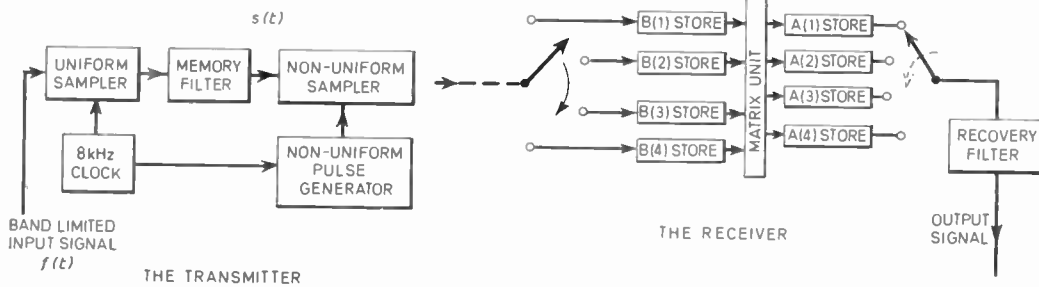 s(t)
UNIFORM
SAMPLER
MEMORY
FILTER
NON-UNIFORM
SAMPLER
8kHz
CLOCK
NON-UNIFORM
PULSE
GENERATOR
BAND LIMITED
INPUT SIGNAL
f(t)
THE TRANSMITTER
B(1) STORE
B(2) STORE
B(3) STORE
B(4) STORE
MATRIX UNIT
A(1) STORE
A(2) STORE
A(3) STORE
A(4) STORE
RECOVERY
FILTER
OUTPUT
SIGNAL
THE RECEIVER